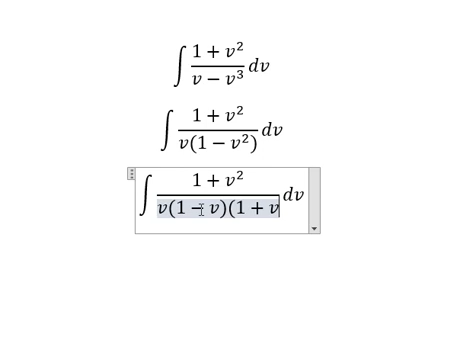 ∫ (1 + v²)/(v − v³) dv
∫ (1 + v²)/(v(1 − v²)) dv
∫ (1 + v²)/(v(1 − v)(1 + v) dv